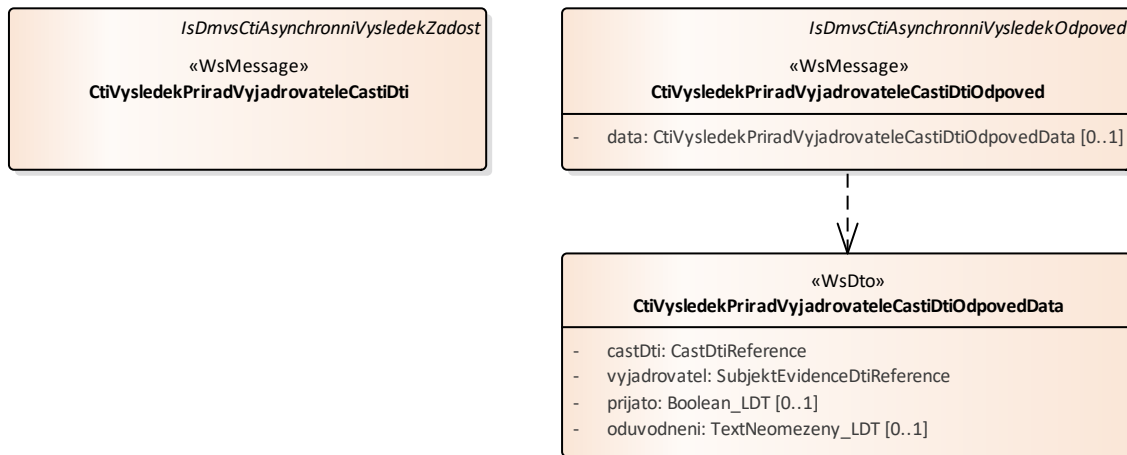 IsDmvsCtiAsynchronniVysledekZadost
«WsMessage»
CtiVysledekPriradVyjadrovateleCastiDti
IsDmvsCtiAsynchronniVysledekOdpoved
«WsMessage»
CtiVysledekPriradVyjadrovateleCastiDtiOdpoved
- data: CtiVysledekPriradVyjadrovateleCastiDtiOdpovedData [0..1]
«WsDto»
CtiVysledekPriradVyjadrovateleCastiDtiOdpovedData
- castDti: CastDtiReference
- vyjadrovatel: SubjektEvidenceDtiReference
- prijato: Boolean_LDT [0..1]
- oduvodneni: TextNeomezeny_LDT [0..1]